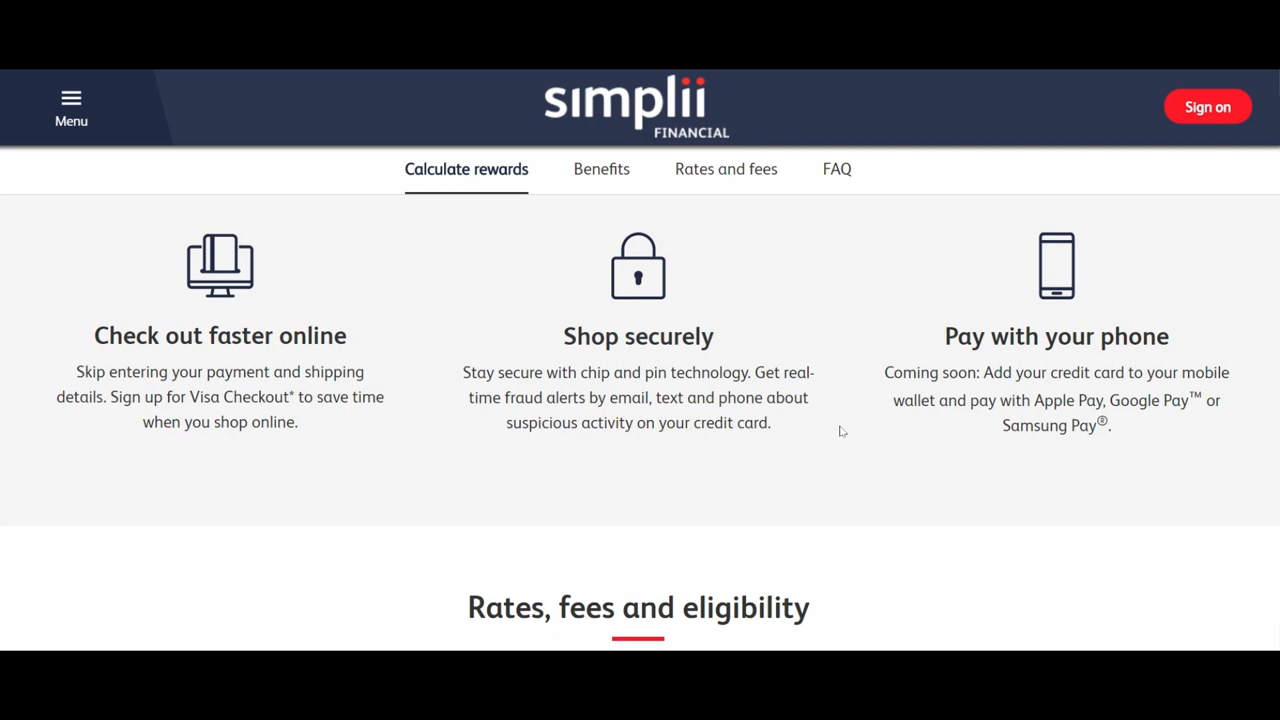 Menu
simplii
FINANCIAL
Sign on
Calculate rewards
Benefits
Rates and fees
FAQ
Check out faster online
Skip entering your payment and shipping
details. Sign up for Visa Checkout* to save time
when you shop online.
Shop securely
Stay secure with chip and pin technology. Get real-
time fraud alerts by email, text and phone about
suspicious activity on your credit card.
Pay with your phone
Coming soon: Add your credit card to your mobile
wallet and pay with Apple Pay, Google Pay™ or
Samsung Pay®.
Rates, fees and eligibility